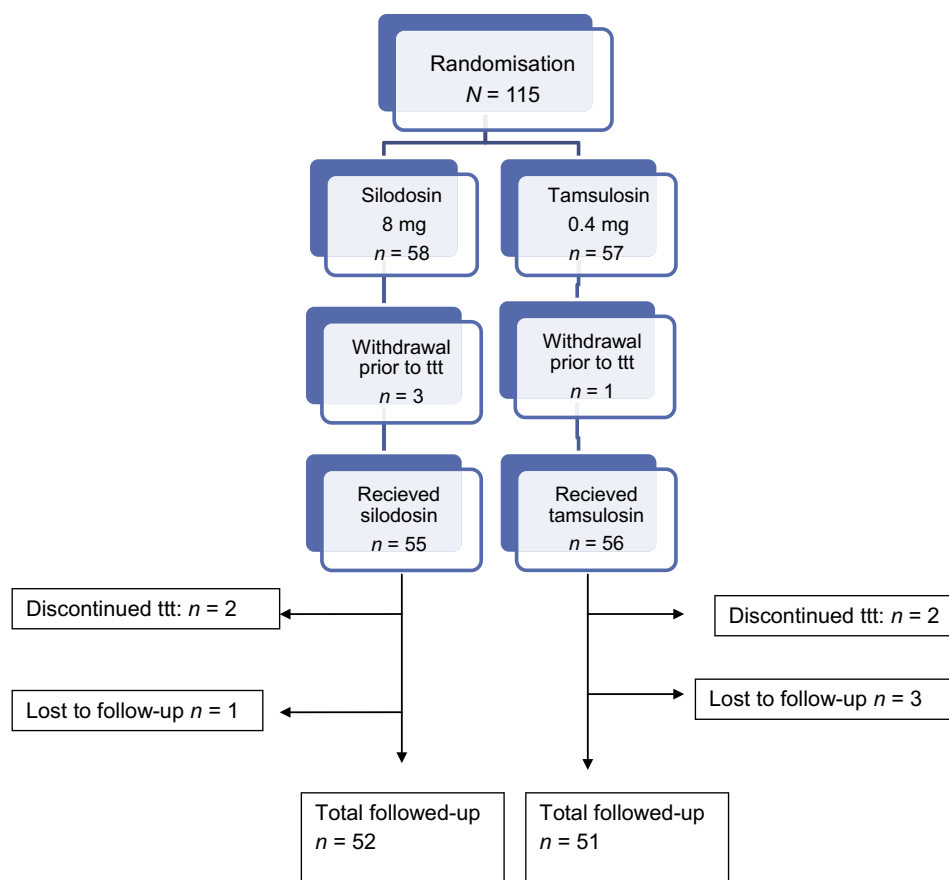 Randomisation
N = 115
Silodosin
8 mg
n = 58
Tamsulosin
0.4 mg
n = 57
Withdrawal
prior to ttt
n = 3
Withdrawal
prior to ttt
n = 1
Recieved
silodosin
n = 55
Recieved
tamsulosin
n = 56
Discontinued ttt: n = 2
Discontinued ttt: n = 2
Lost to follow-up n = 1
Lost to follow-up n = 3
Total followed-up
n = 52
Total followed-up
n = 51